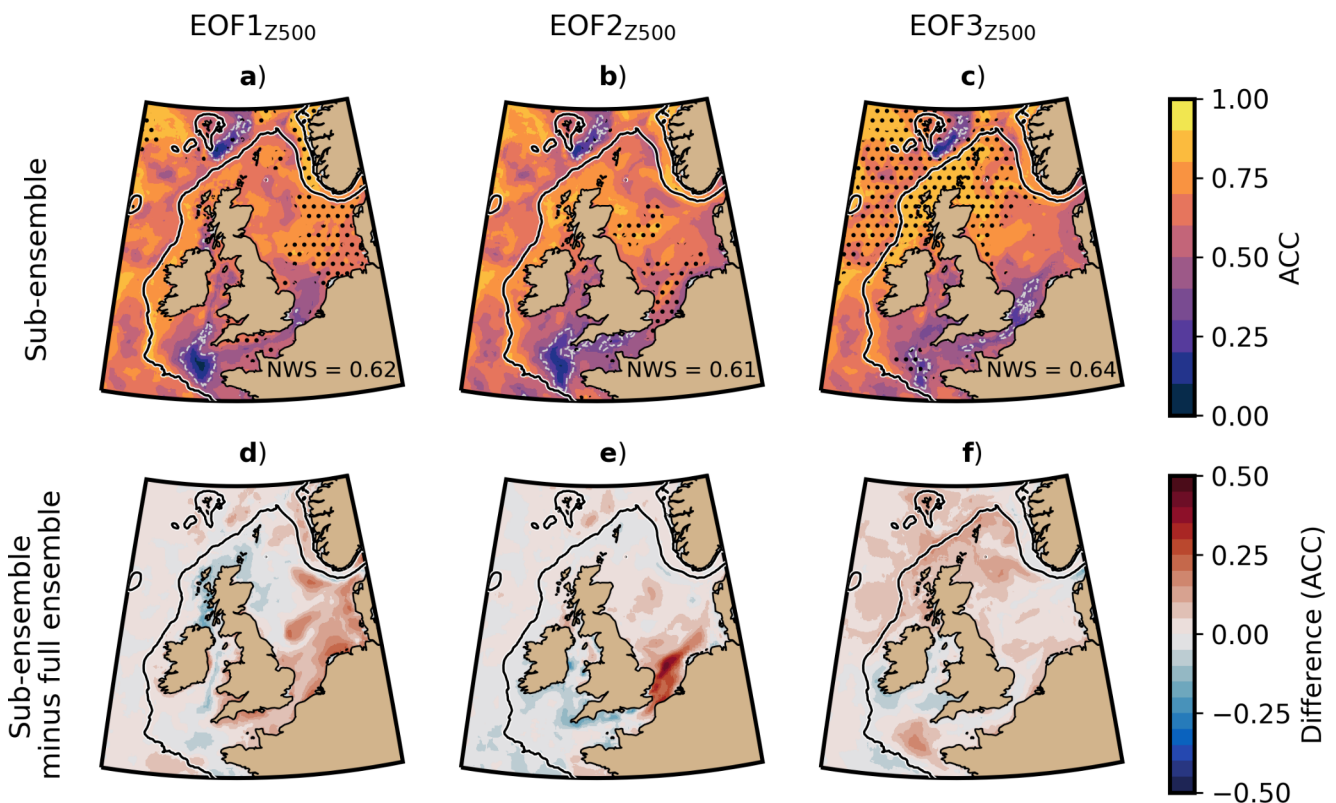 EOF1Z500 EOF2Z500 EOF3Z500
a) b) c)
Sub-ensemble
NWS = 0.62 NWS = 0.61 NWS = 0.64
1.00
0.75
0.50
0.25
0.00
ACC
d) e) f)
Sub-ensemble
minus full ensemble
0.50
0.25
0.00
−0.25
−0.50
Difference (ACC)